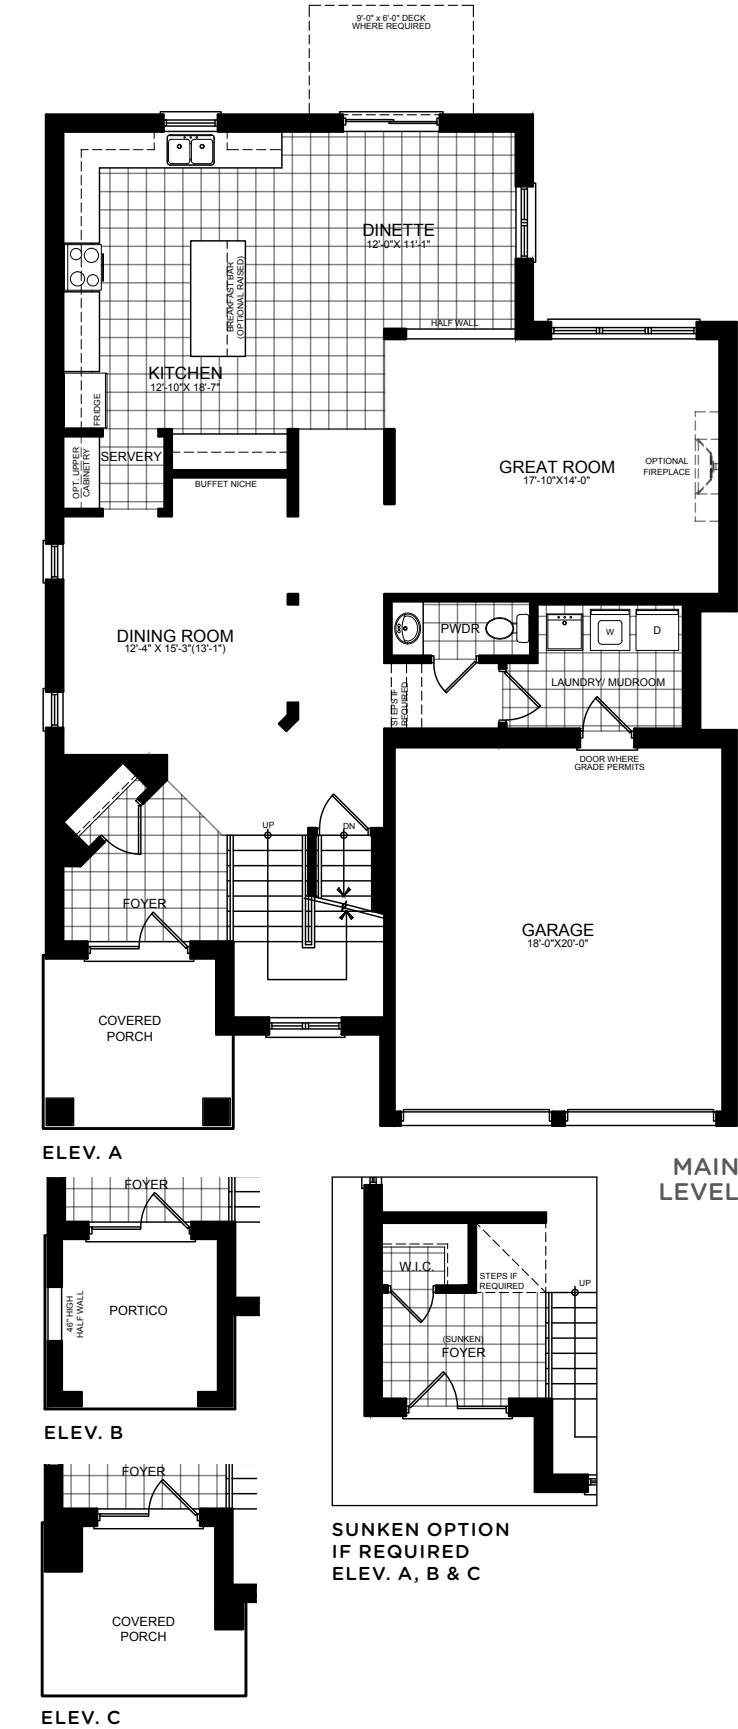 9'-0" x 6'-0" DECK
WHERE REQUIRED
DINETTE
12'-0"X 11'-1"
BREAKFAST BAR
(OPTIONAL RAISED)
HALF WALL
KITCHEN
12'-10"X 18'-7"
FRIDGE
OPT. UPPER
CABINETRY
SERVERY
BUFFET NICHE
GREAT ROOM
17'-10"X14'-0"
OPTIONAL
FIREPLACE
DINING ROOM
12'-4" X 15'-3"(13'-1")
PWDR
W
D
STEPS IF
REQUIRED
LAUNDRY/ MUDROOM
DOOR WHERE
GRADE PERMITS
UP
DN
FOYER
GARAGE
18'-0"X20'-0"
COVERED
PORCH
ELEV. A
MAIN
LEVEL
FOYER
46" HIGH
HALF WALL
PORTICO
ELEV. B
W.I.C.
STEPS IF
REQUIRED
UP
(SUNKEN)
FOYER
SUNKEN OPTION
IF REQUIRED
ELEV. A, B & C
FOYER
COVERED
PORCH
ELEV. C